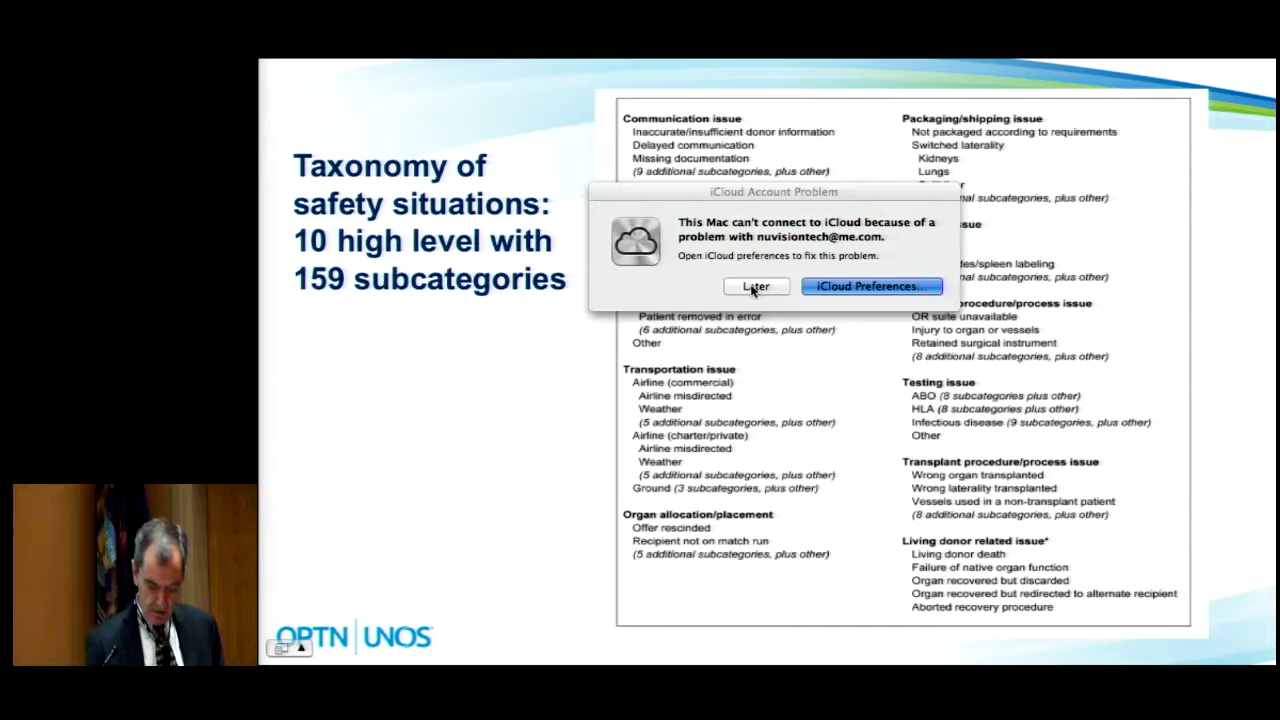 Taxonomy of
safety situations:
10 high level with
159 subcategories
Communication issue
Inaccurate/insufficient donor information
Delayed communication
Missing documentation
(9 additional subcategories, plus other)
iCloud Account Problem
This Mac can't connect to iCloud because of a
problem with nuvisiontech@me.com.
Open iCloud preferences to fix this problem.
Later
iCloud Preferences...
Patient removed in error
(6 additional subcategories, plus other)
Other
Transportation issue
Airline (commercial)
Airline misdirected
Weather
(5 additional subcategories, plus other)
Airline (charter/private)
Airline misdirected
Weather
(5 additional subcategories, plus other)
Ground (3 subcategories, plus other)
Organ allocation/placement
Offer rescinded
Recipient not on match run
(5 additional subcategories, plus other)
Packaging/shipping issue
Not packaged according to requirements
Switched laterality
Kidneys
Lungs
al subcategories, plus other)
sue
des/spleen labeling
al subcategories, plus other)
procedure/process issue
OR suite unavailable
Injury to organ or vessels
Retained surgical instrument
(8 additional subcategories, plus other)
Testing issue
ABO (8 subcategories plus other)
HLA (8 subcategories plus other)
Infectious disease (9 subcategories, plus other)
Other
Transplant procedure/process issue
Wrong organ transplanted
Wrong laterality transplanted
Vessels used in a non-transplant patient
(8 additional subcategories, plus other)
Living donor related issue*
Living donor death
Failure of native organ function
Organ recovered but discarded
Organ recovered but redirected to alternate recipient
Aborted recovery procedure
OPTN UNOS